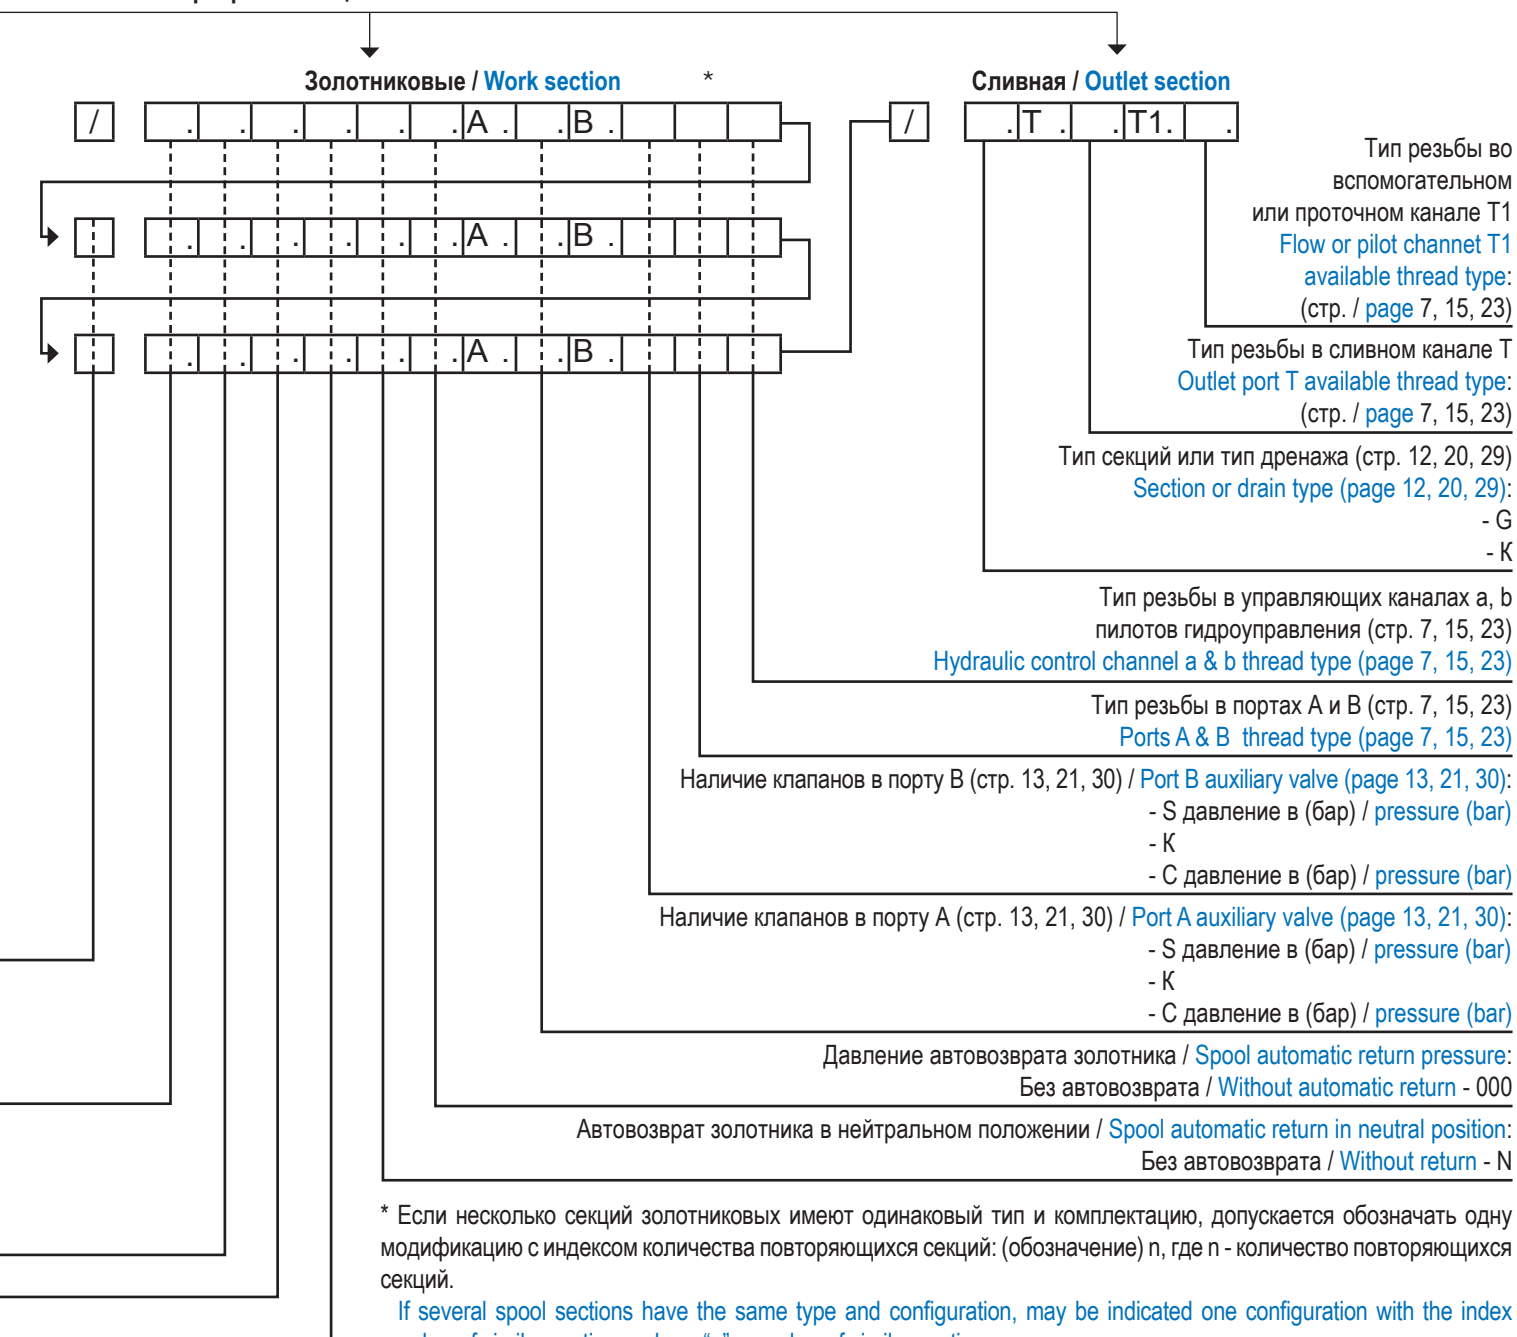 Золотниковые / Work section *
Сливная / Outlet section
/ . . . . . . A . . B .
/ . T . . T1. .
. . . . . . A . . B .
. . . . . . A . . B .
Тип резьбы во
вспомогательном
или проточном канале Т1
Flow or pilot channet T1
available thread type:
(стр. / page 7, 15, 23)
Тип резьбы в сливном канале Т
Outlet port T available thread type:
(стр. / page 7, 15, 23)
Тип секций или тип дренажа (стр. 12, 20, 29)
Section or drain type (page 12, 20, 29):
- G
- К
Тип резьбы в управляющих каналах a, b
пилотов гидроуправления (стр. 7, 15, 23)
Hydraulic control channel a & b thread type (page 7, 15, 23)
Тип резьбы в портах А и В (стр. 7, 15, 23)
Ports A & B thread type (page 7, 15, 23)
Наличие клапанов в порту В (стр. 13, 21, 30) / Port B auxiliary valve (page 13, 21, 30):
- S давление в (бар) / pressure (bar)
- К
- С давление в (бар) / pressure (bar)
Наличие клапанов в порту А (стр. 13, 21, 30) / Port A auxiliary valve (page 13, 21, 30):
- S давление в (бар) / pressure (bar)
- К
- С давление в (бар) / pressure (bar)
Давление автовозврата золотника / Spool automatic return pressure:
Без автовозврата / Without automatic return - 000
Автовозврат золотника в нейтральном положении / Spool automatic return in neutral position:
Без автовозврата / Without return - N
* Если несколько секций золотниковых имеют одинаковый тип и комплектацию, допускается обозначать одну
модификацию с индексом количества повторяющихся секций: (обозначение) n, где n - количество повторяющихся
секций.
If several spool sections have the same type and configuration, may be indicated one configuration with the index